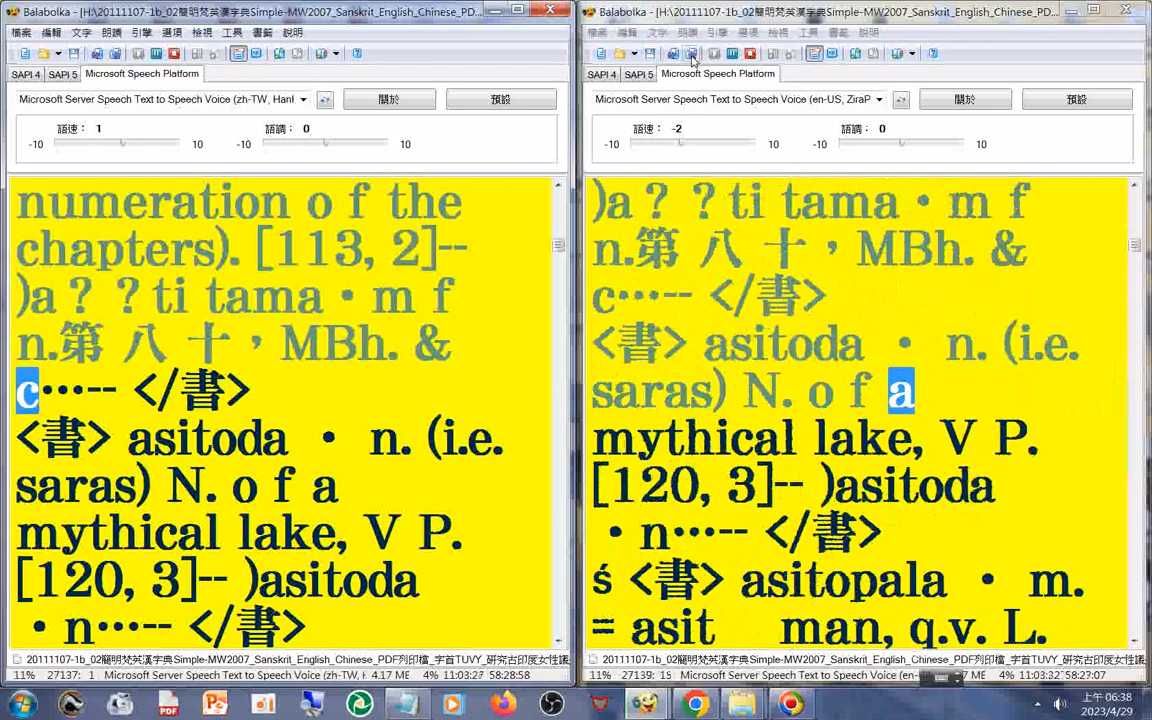 Balabolka - [H:\20111107-1b_02簡明梵英漢字典Simple-MW2007_Sanskrit_English_Chinese_PD...
檔案 編輯 文字 朗讀 引擎 選項 檢視 工具 書籤 說明
SAPI 4 SAPI 5 Microsoft Speech Platform
Microsoft Server Speech Text to Speech Voice (zh-TW, Han
關於 預設
語速： 1 語調： 0
-10 10 -10 10
numeration o f the
chapters). [113, 2]--
)a？ ？ti tama‧m f
n.第 八 十，MBh. &
c…-- </書>
<書> asitoda ‧ n. (i.e.
saras) N. o f a
mythical lake, V P.
[120, 3]-- )asitoda
‧n…-- </書>
20111107-1b_02簡明梵英漢字典Simple-MW2007_Sanskrit_English_Chinese_PDF列印檔_字首TUVY_研究古印度女性議
11% 27137: 1 Microsoft Server Speech Text to Speech Voice (zh-TW, 4.17 ME 4% 11:03:27 58:28:58
Balabolka - [H:\20111107-1b_02簡明梵英漢字典Simple-MW2007_Sanskrit_English_Chinese_PDF...
檔案 編輯 文字 朗讀 引擎 選項 檢視 工具 書籤 說明
SAPI 4 SAPI 5 Microsoft Speech Platform
Microsoft Server Speech Text to Speech Voice (en-US, ZiraP
關於 預設
語速： -2 語調： 0
-10 10 -10 10
)a？ ？ti tama‧m f
n.第 八 十，MBh. &
c…-- </書>
<書> asitoda ‧ n. (i.e.
saras) N. o f a
mythical lake, V P.
[120, 3]-- )asitoda
‧n…-- </書>
ś <書> asitopala ‧ m.
= asit man, q.v. L.
20111107-1b_02簡明梵英漢字典Simple-MW2007_Sanskrit_English_Chinese_PDF列印檔_字首TUVY_研究古印度女性議
11% 27139: 15 Microsoft Server Speech Text to Speech Voice 4% 11:03:32 58:23:07
上午 06:38
2023/4/29